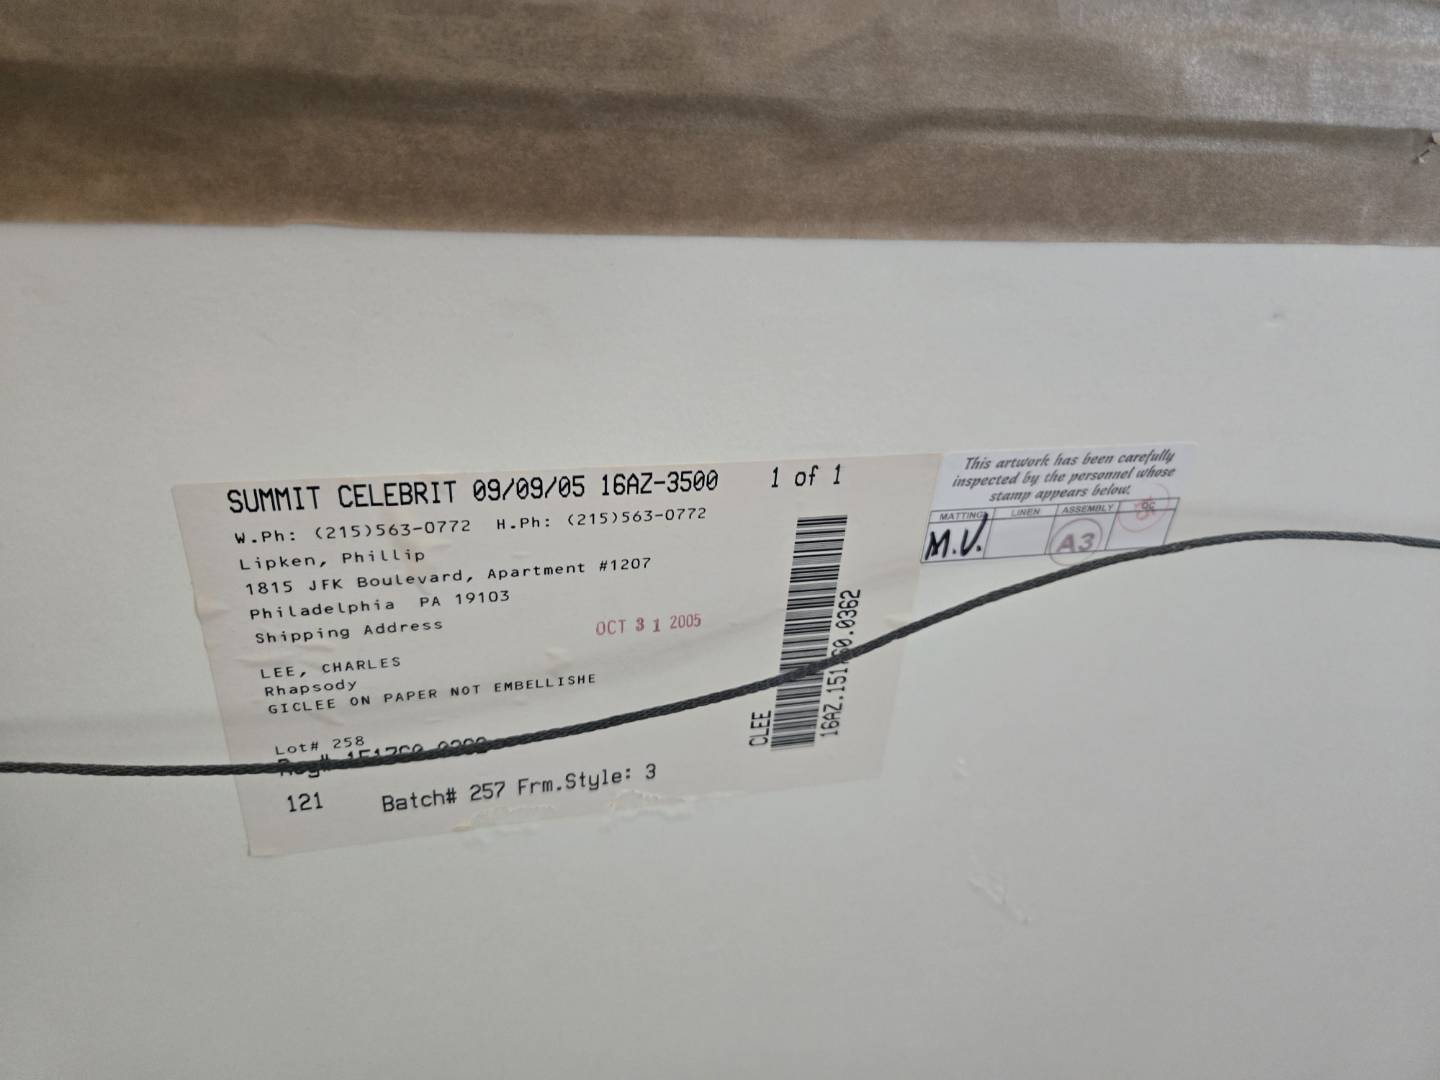 SUMMIT CELEBRIT 09/09/05 16AZ-3500 1 of 1
W.Ph: (215)563-0772 H.Ph: (215)563-0772
Lipken, Phillip
1815 JFK Boulevard, Apartment #1207
Philadelphia PA 19103
Shipping Address
OCT 31 2005
LEE, CHARLES
Rhapsody
GICLEE ON PAPER NOT EMBELLISHE
Lot# 258
121 Batch# 257 Frm.Style: 3
CLEE
This artwork has been carefully
inspected by the personnel whose
stamp appears below.
MATTING LINEN ASSEMBLY QC
M.V. A3